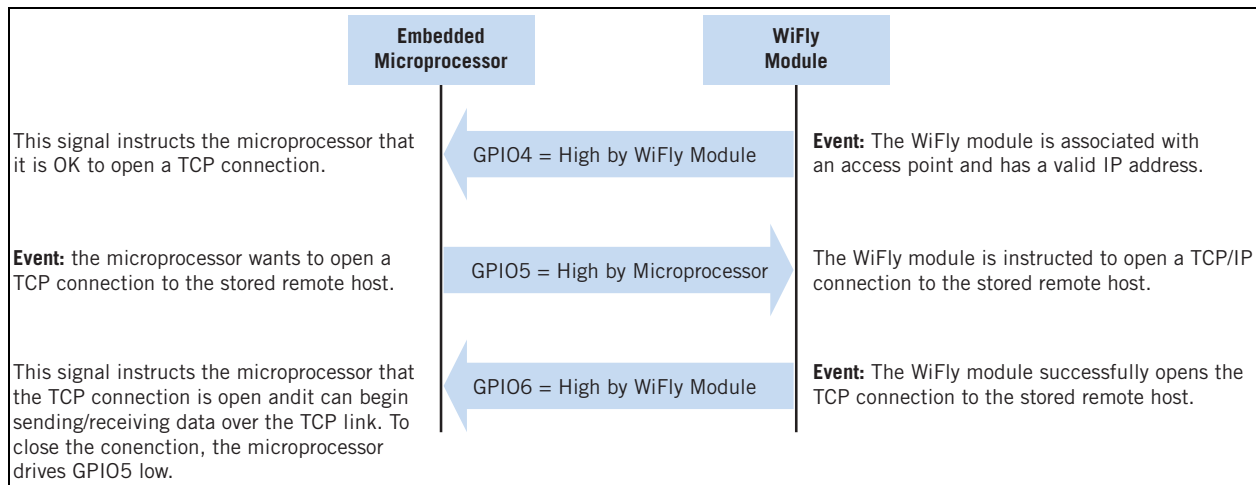 Embedded
Microprocessor
WiFly
Module
This signal instructs the microprocessor that
it is OK to open a TCP connection.
GPIO4 = High by WiFly Module
Event: The WiFly module is associated with
an access point and has a valid IP address.
Event: the microprocessor wants to open a
TCP connection to the stored remote host.
GPIO5 = High by Microprocessor
The WiFly module is instructed to open a TCP/IP
connection to the stored remote host.
This signal instructs the microprocessor that
the TCP connection is open andit can begin
sending/receiving data over the TCP link. To
close the conenction, the microprocessor
drives GPIO5 low.
GPIO6 = High by WiFly Module
Event: The WiFly module successfully opens the
TCP connection to the stored remote host.